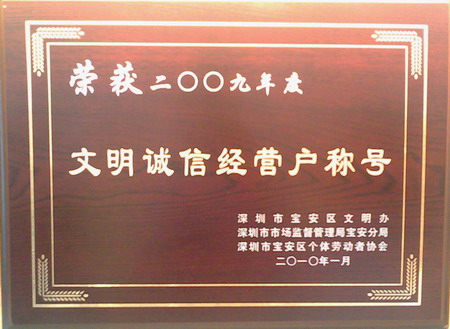 荣获二〇〇九年度
文明诚信经营户称号
深圳市宝安区文明办
深圳市市场监督管理局宝安分局
深圳市宝安区个体劳动者协会
二〇一〇年一月